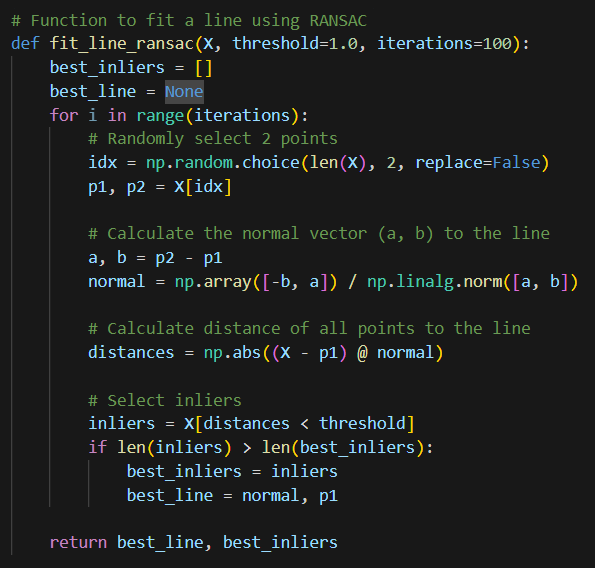 # Function to fit a line using RANSAC
def fit_line_ransac(X, threshold=1.0, iterations=100):
    best_inliers = []
    best_line = None
    for i in range(iterations):
        # Randomly select 2 points
        idx = np.random.choice(len(X), 2, replace=False)
        p1, p2 = X[idx]

        # Calculate the normal vector (a, b) to the line
        a, b = p2 - p1
        normal = np.array([-b, a]) / np.linalg.norm([a, b])

        # Calculate distance of all points to the line
        distances = np.abs((X - p1) @ normal)

        # Select inliers
        inliers = X[distances < threshold]
        if len(inliers) > len(best_inliers):
            best_inliers = inliers
            best_line = normal, p1

    return best_line, best_inliers